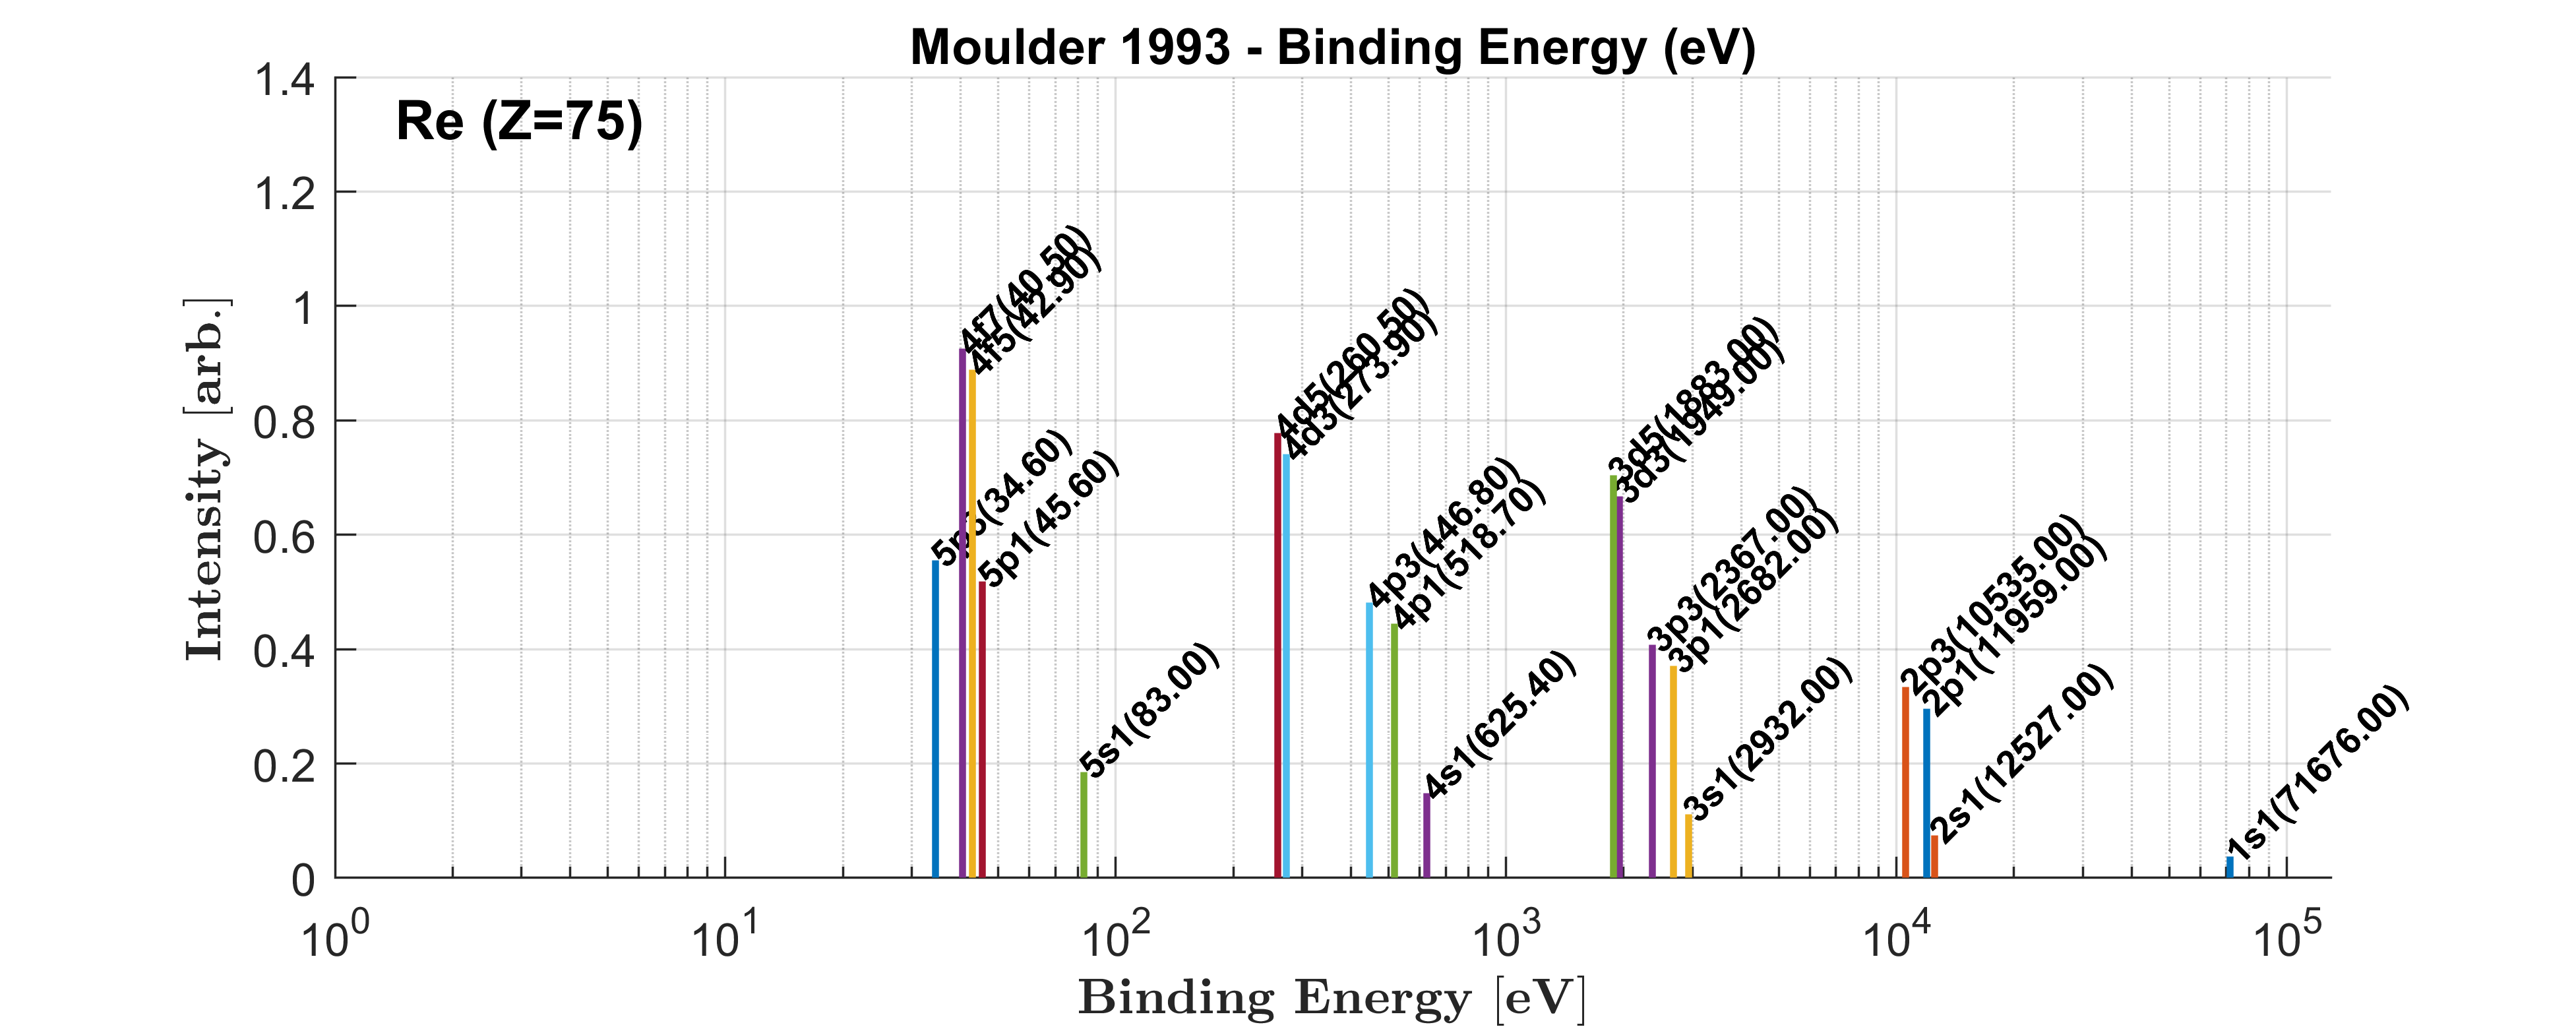 Moulder 1993 - Binding Energy (eV)
Re (Z=75)
Intensity [arb.]
1.4
1.2
1
0.8
0.6
0.4
0.2
0
5p3(34.60)
4f7(40.50)
4f5(42.90)
5p1(45.60)
5s1(83.00)
4d5(260.50)
4d3(273.90)
4p3(446.80)
4p1(518.70)
4s1(625.40)
3d5(1883.00)
3d3(1949.00)
3p3(2367.00)
3p1(2682.00)
3s1(2932.00)
2p3(10535.00)
2p1(11959.00)
2s1(12527.00)
1s1(71676.00)
10^0 10^1 10^2 10^3 10^4 10^5
Binding Energy [eV]